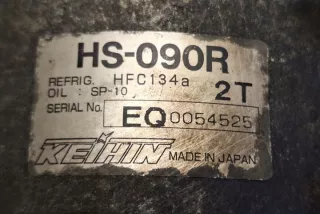 HS-090R
REFRIG. HFC134a
OIL : SP-10 2T
SERIAL No. EQ0054525
KEIHIN MADE IN JAPAN